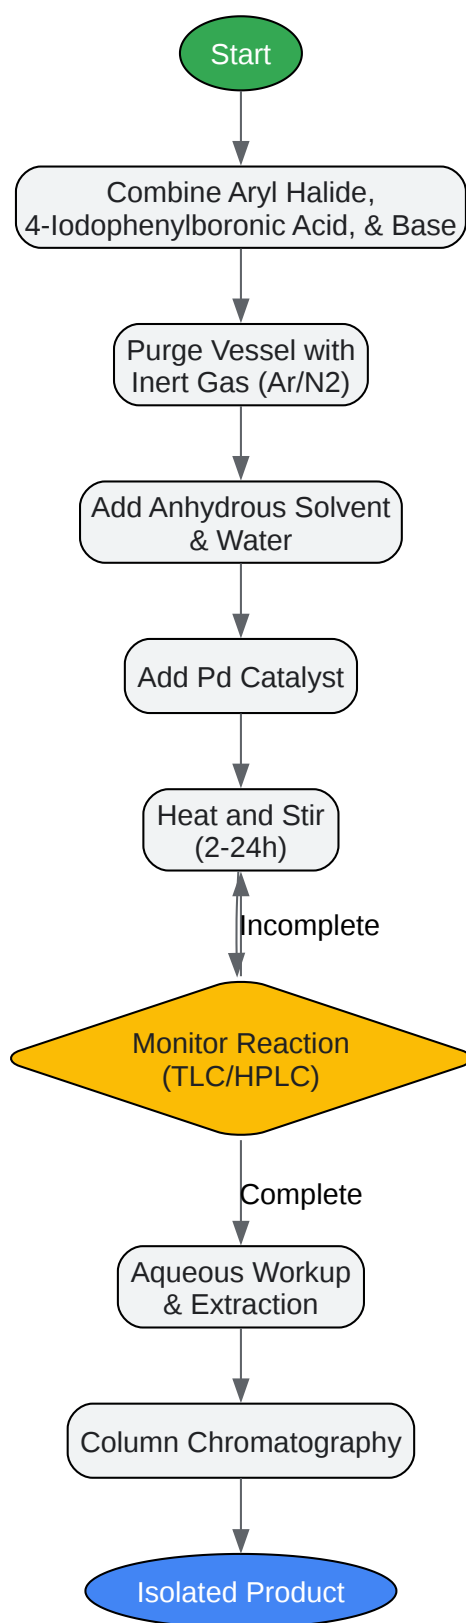 Start
Combine Aryl Halide,
4-Iodophenylboronic Acid, & Base
Purge Vessel with
Inert Gas (Ar/N2)
Add Anhydrous Solvent
& Water
Add Pd Catalyst
Heat and Stir
(2-24h)
Incomplete
Monitor Reaction
(TLC/HPLC)
Complete
Aqueous Workup
& Extraction
Column Chromatography
Isolated Product